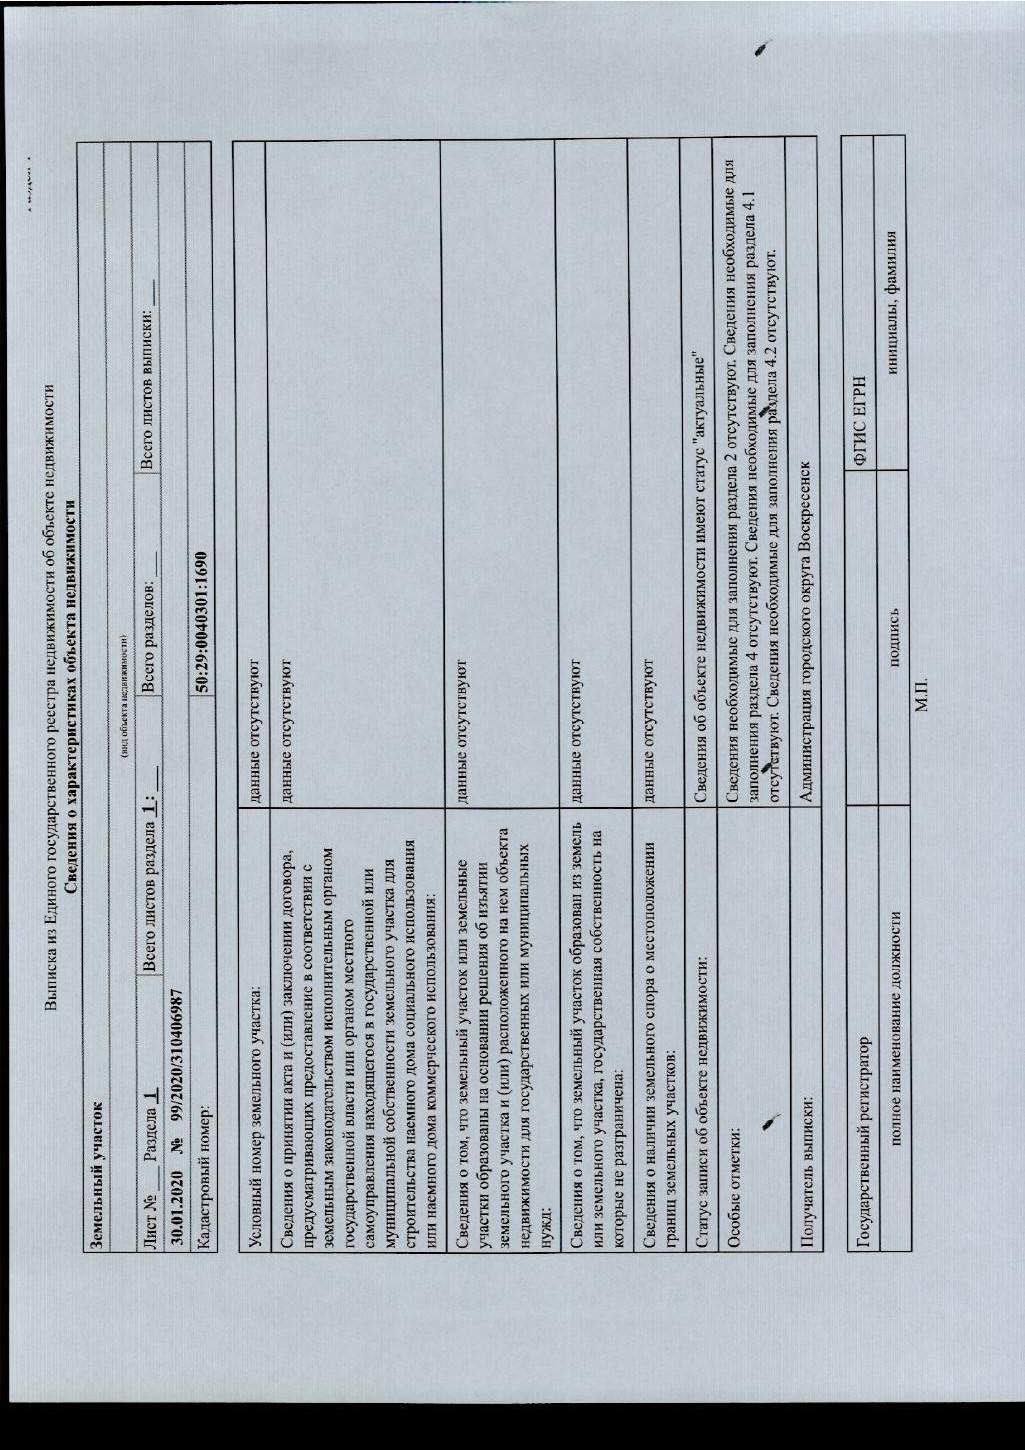 Выписка из Единого государственного реестра недвижимости об объекте недвижимости
Сведения о характеристиках объекта недвижимости
Земельный участок
(вид объекта недвижимости)
Лист № ___ Раздела 1 Всего листов раздела 1 : ___ Всего разделов: ___ Всего листов выписки: ___
30.01.2020 № 99/2020/310406987
Кадастровый номер: 50:29:0040301:1690
Условный номер земельного участка: данные отсутствуют
Сведения о принятии акта и (или) заключении договора, данные отсутствуют
предусматривающих предоставление в соответствии с
земельным законодательством исполнительным органом
государственной власти или органом местного
самоуправления находящегося в государственной или
муниципальной собственности земельного участка для
строительства наемного дома социального использования
или наемного дома коммерческого использования:
Сведения о том, что земельный участок или земельные данные отсутствуют
участки образованы на основании решения об изъятии
земельного участка и (или) расположенного на нем объекта
недвижимости для государственных или муниципальных
нужд:
Сведения о том, что земельный участок образован из земель данные отсутствуют
или земельного участка, государственная собственность на
которые не разграничена:
Сведения о наличии земельного спора о местоположении данные отсутствуют
границ земельных участков:
Статус записи об объекте недвижимости: Сведения об объекте недвижимости имеют статус "актуальные"
Особые отметки: Сведения необходимые для заполнения раздела 2 отсутствуют. Сведения необходимые для
заполнения раздела 4 отсутствуют. Сведения необходимые для заполнения раздела 4.1
отсутствуют. Сведения необходимые для заполнения раздела 4.2 отсутствуют.
Получатель выписки: Администрация городского округа Воскресенск
Государственный регистратор ФГИС ЕГРН
полное наименование должности подпись инициалы, фамилия
М.П.